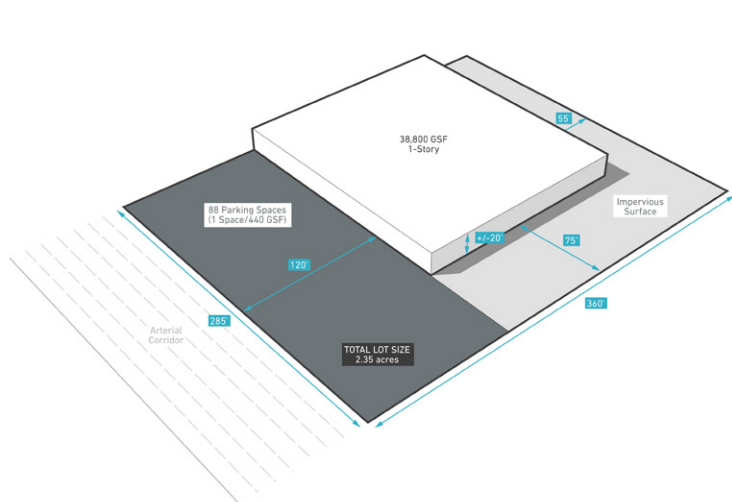 55'
38,800 GSF
1-Story
Impervious
Surface
88 Parking Spaces
(1 Space/440 GSF)
+/-20'
75'
120'
360'
285'
Arterial
Corridor
TOTAL LOT SIZE
2.35 acres